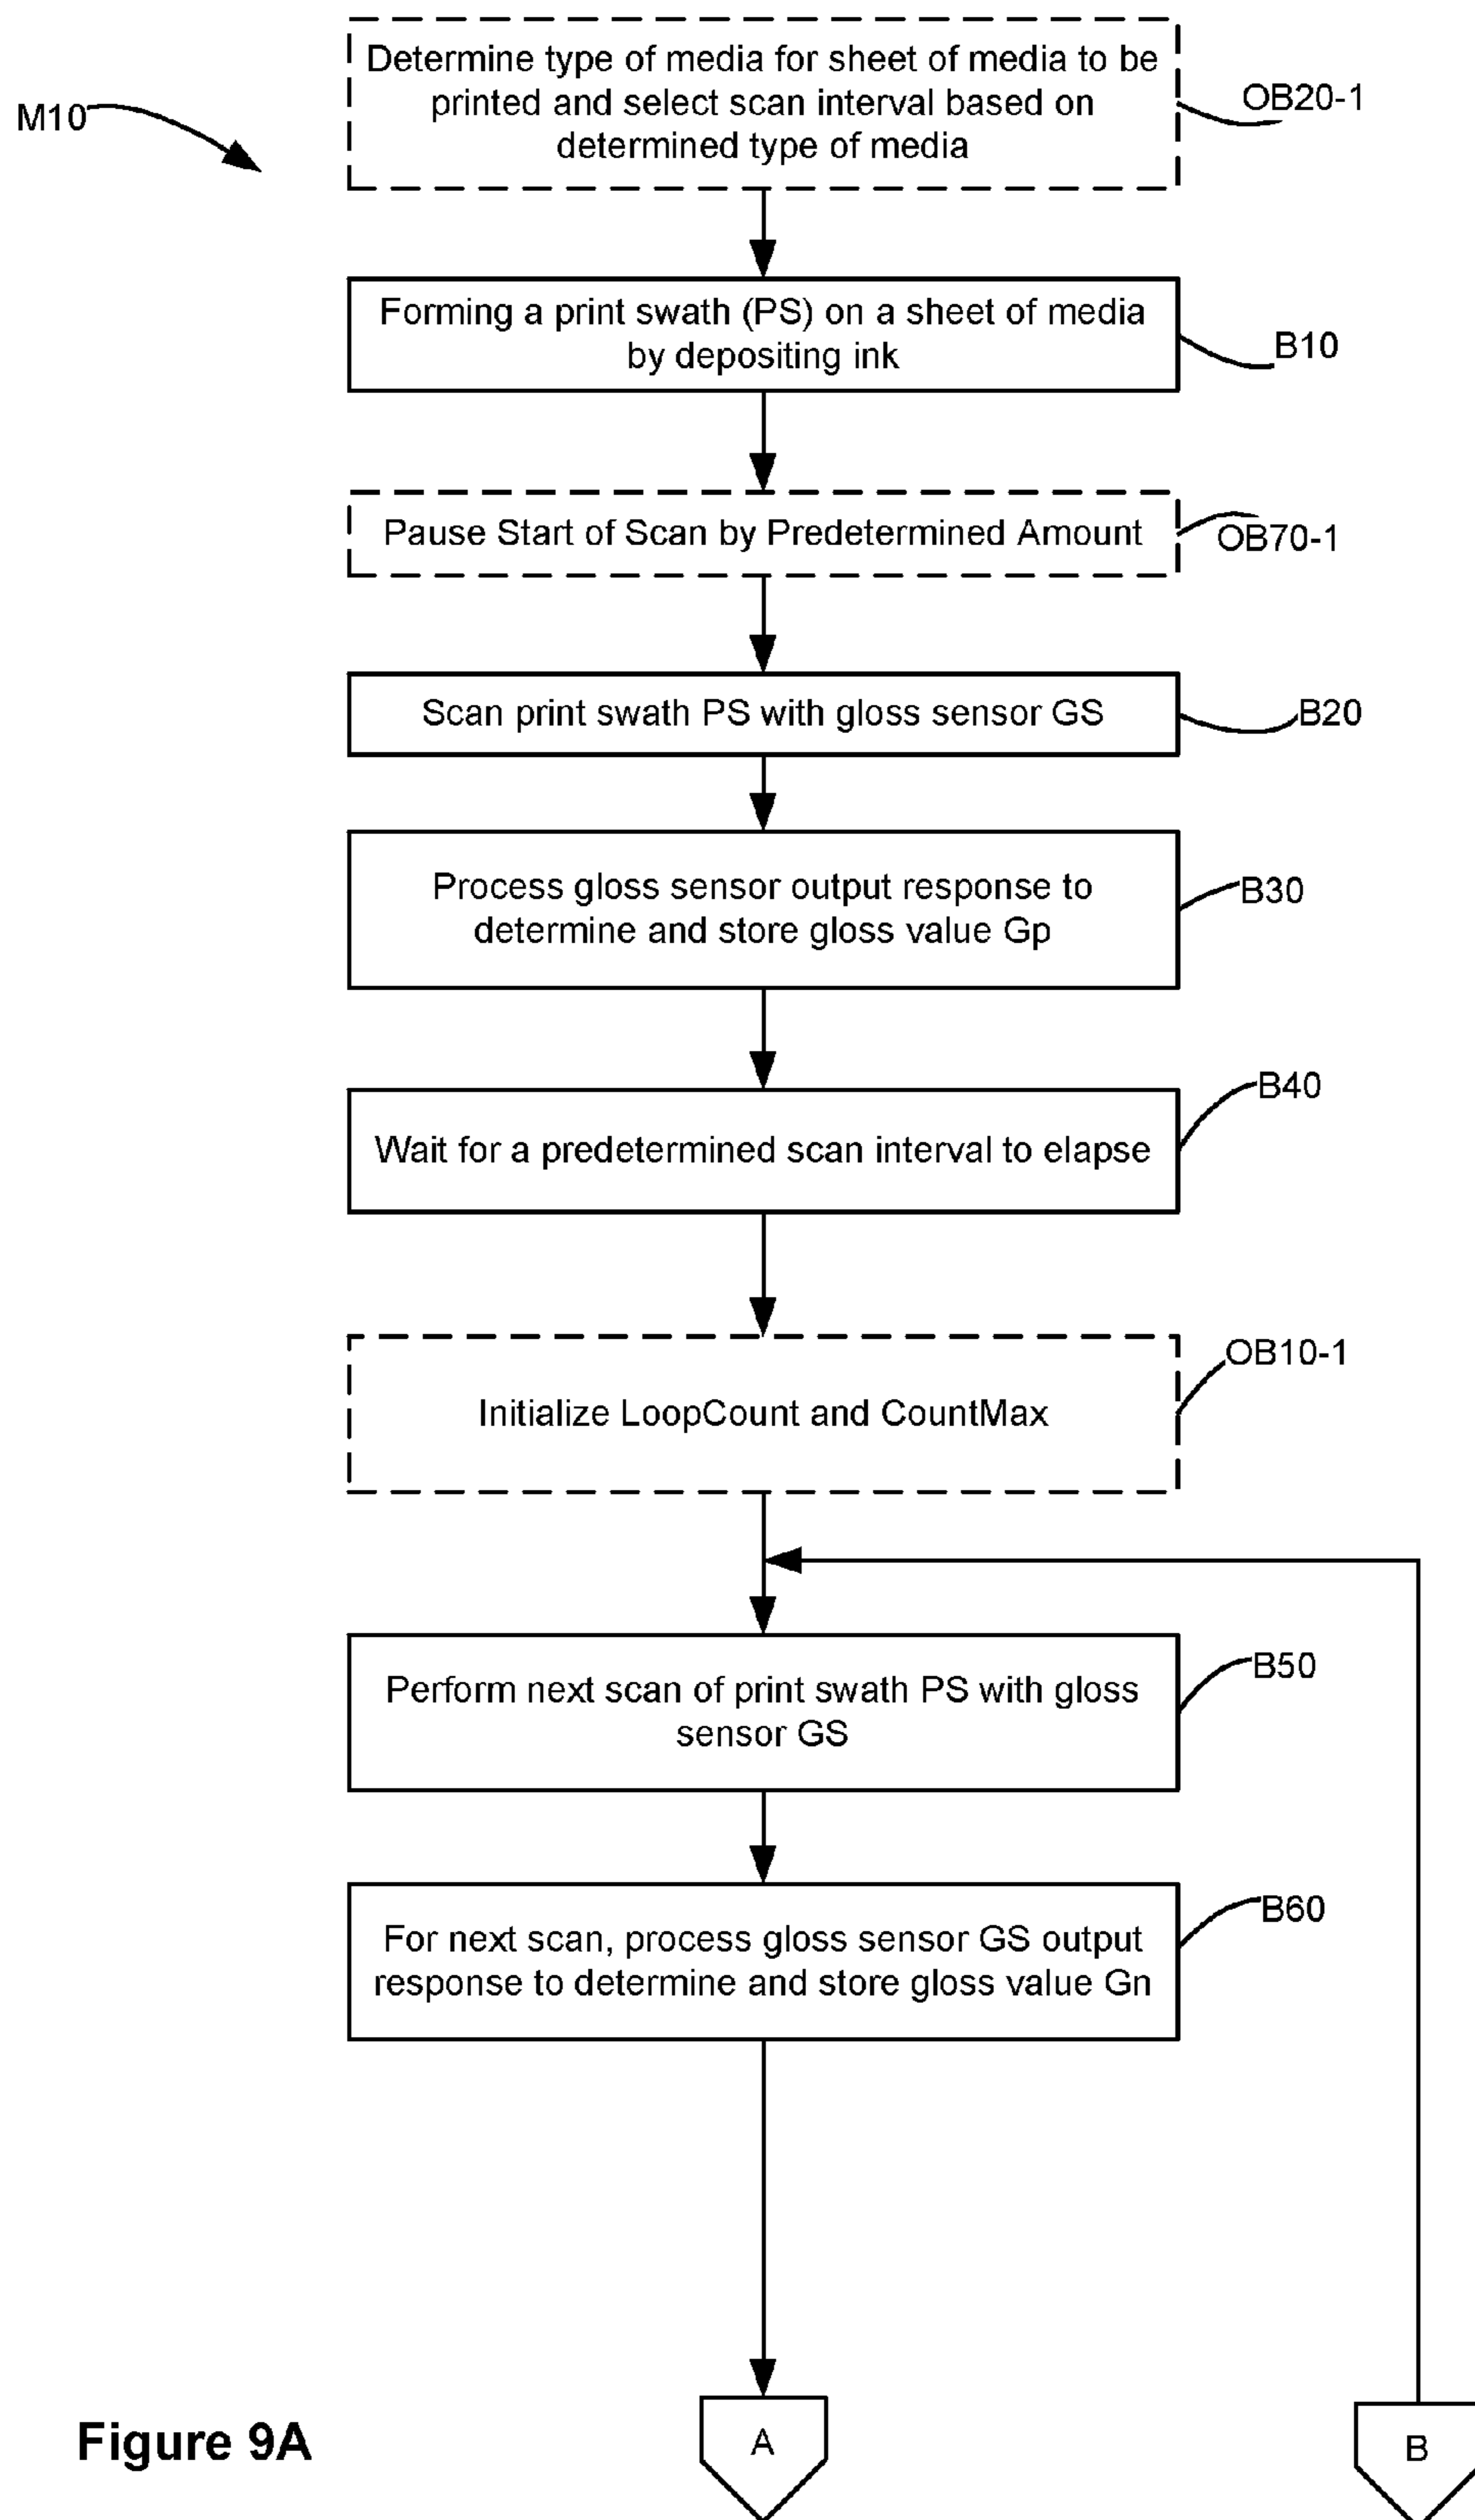 M10
Determine type of media for sheet of media to be
printed and select scan interval based on
determined type of media
OB20-1
Forming a print swath (PS) on a sheet of media
by depositing ink
B10
Pause Start of Scan by Predetermined Amount
OB70-1
Scan print swath PS with gloss sensor GS
B20
Process gloss sensor output response to
determine and store gloss value Gp
B30
Wait for a predetermined scan interval to elapse
B40
Initialize LoopCount and CountMax
OB10-1
Perform next scan of print swath PS with gloss
sensor GS
B50
For next scan, process gloss sensor GS output
response to determine and store gloss value Gn
B60
Figure 9A
A
B